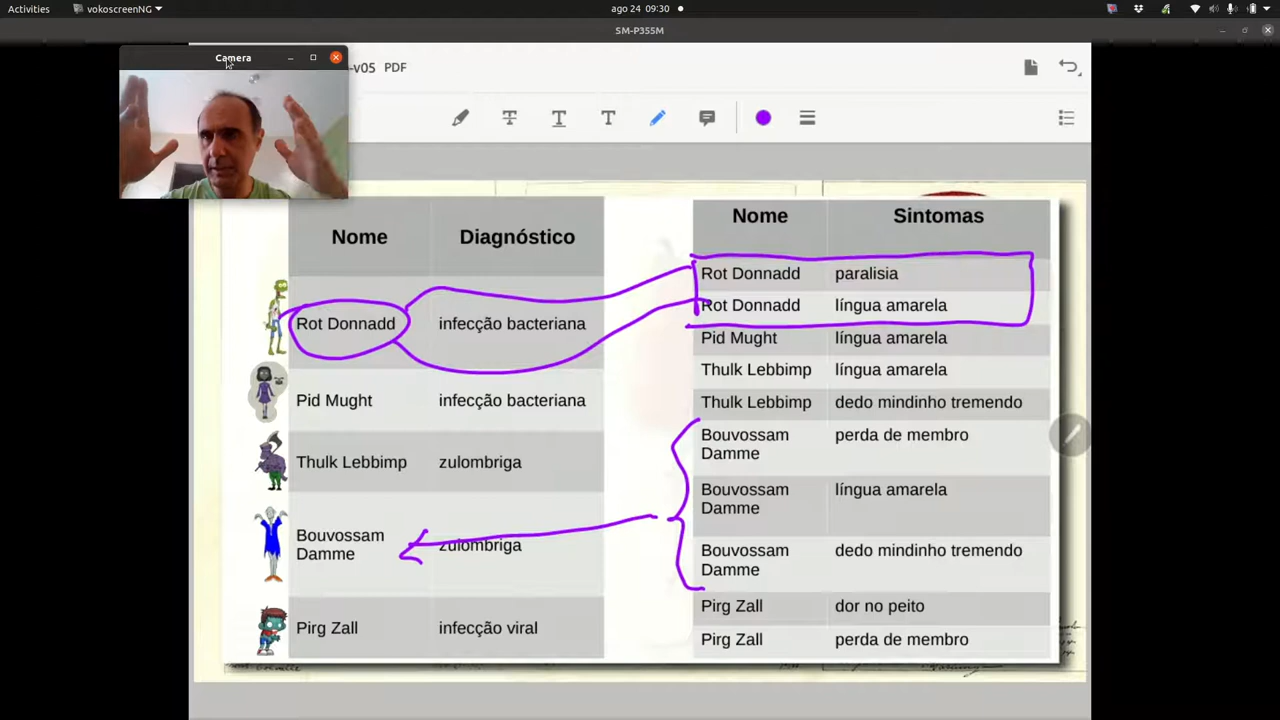 Activities
vokoscreenNG
ago 24 09:30
SM-P355M
Camera
-v05 PDF
Nome Diagnóstico
Rot Donnadd infecção bacteriana
Pid Mught infecção bacteriana
Thulk Lebbimp zulombriga
Bouvossam
Damme
zulombriga
Pirg Zall infecção viral
Nome Sintomas
Rot Donnadd paralisia
Rot Donnadd língua amarela
Pid Mught língua amarela
Thulk Lebbimp língua amarela
Thulk Lebbimp dedo mindinho tremendo
Bouvossam perda de membro
Damme
Bouvossam língua amarela
Damme
Bouvossam dedo mindinho tremendo
Damme
Pirg Zall dor no peito
Pirg Zall perda de membro